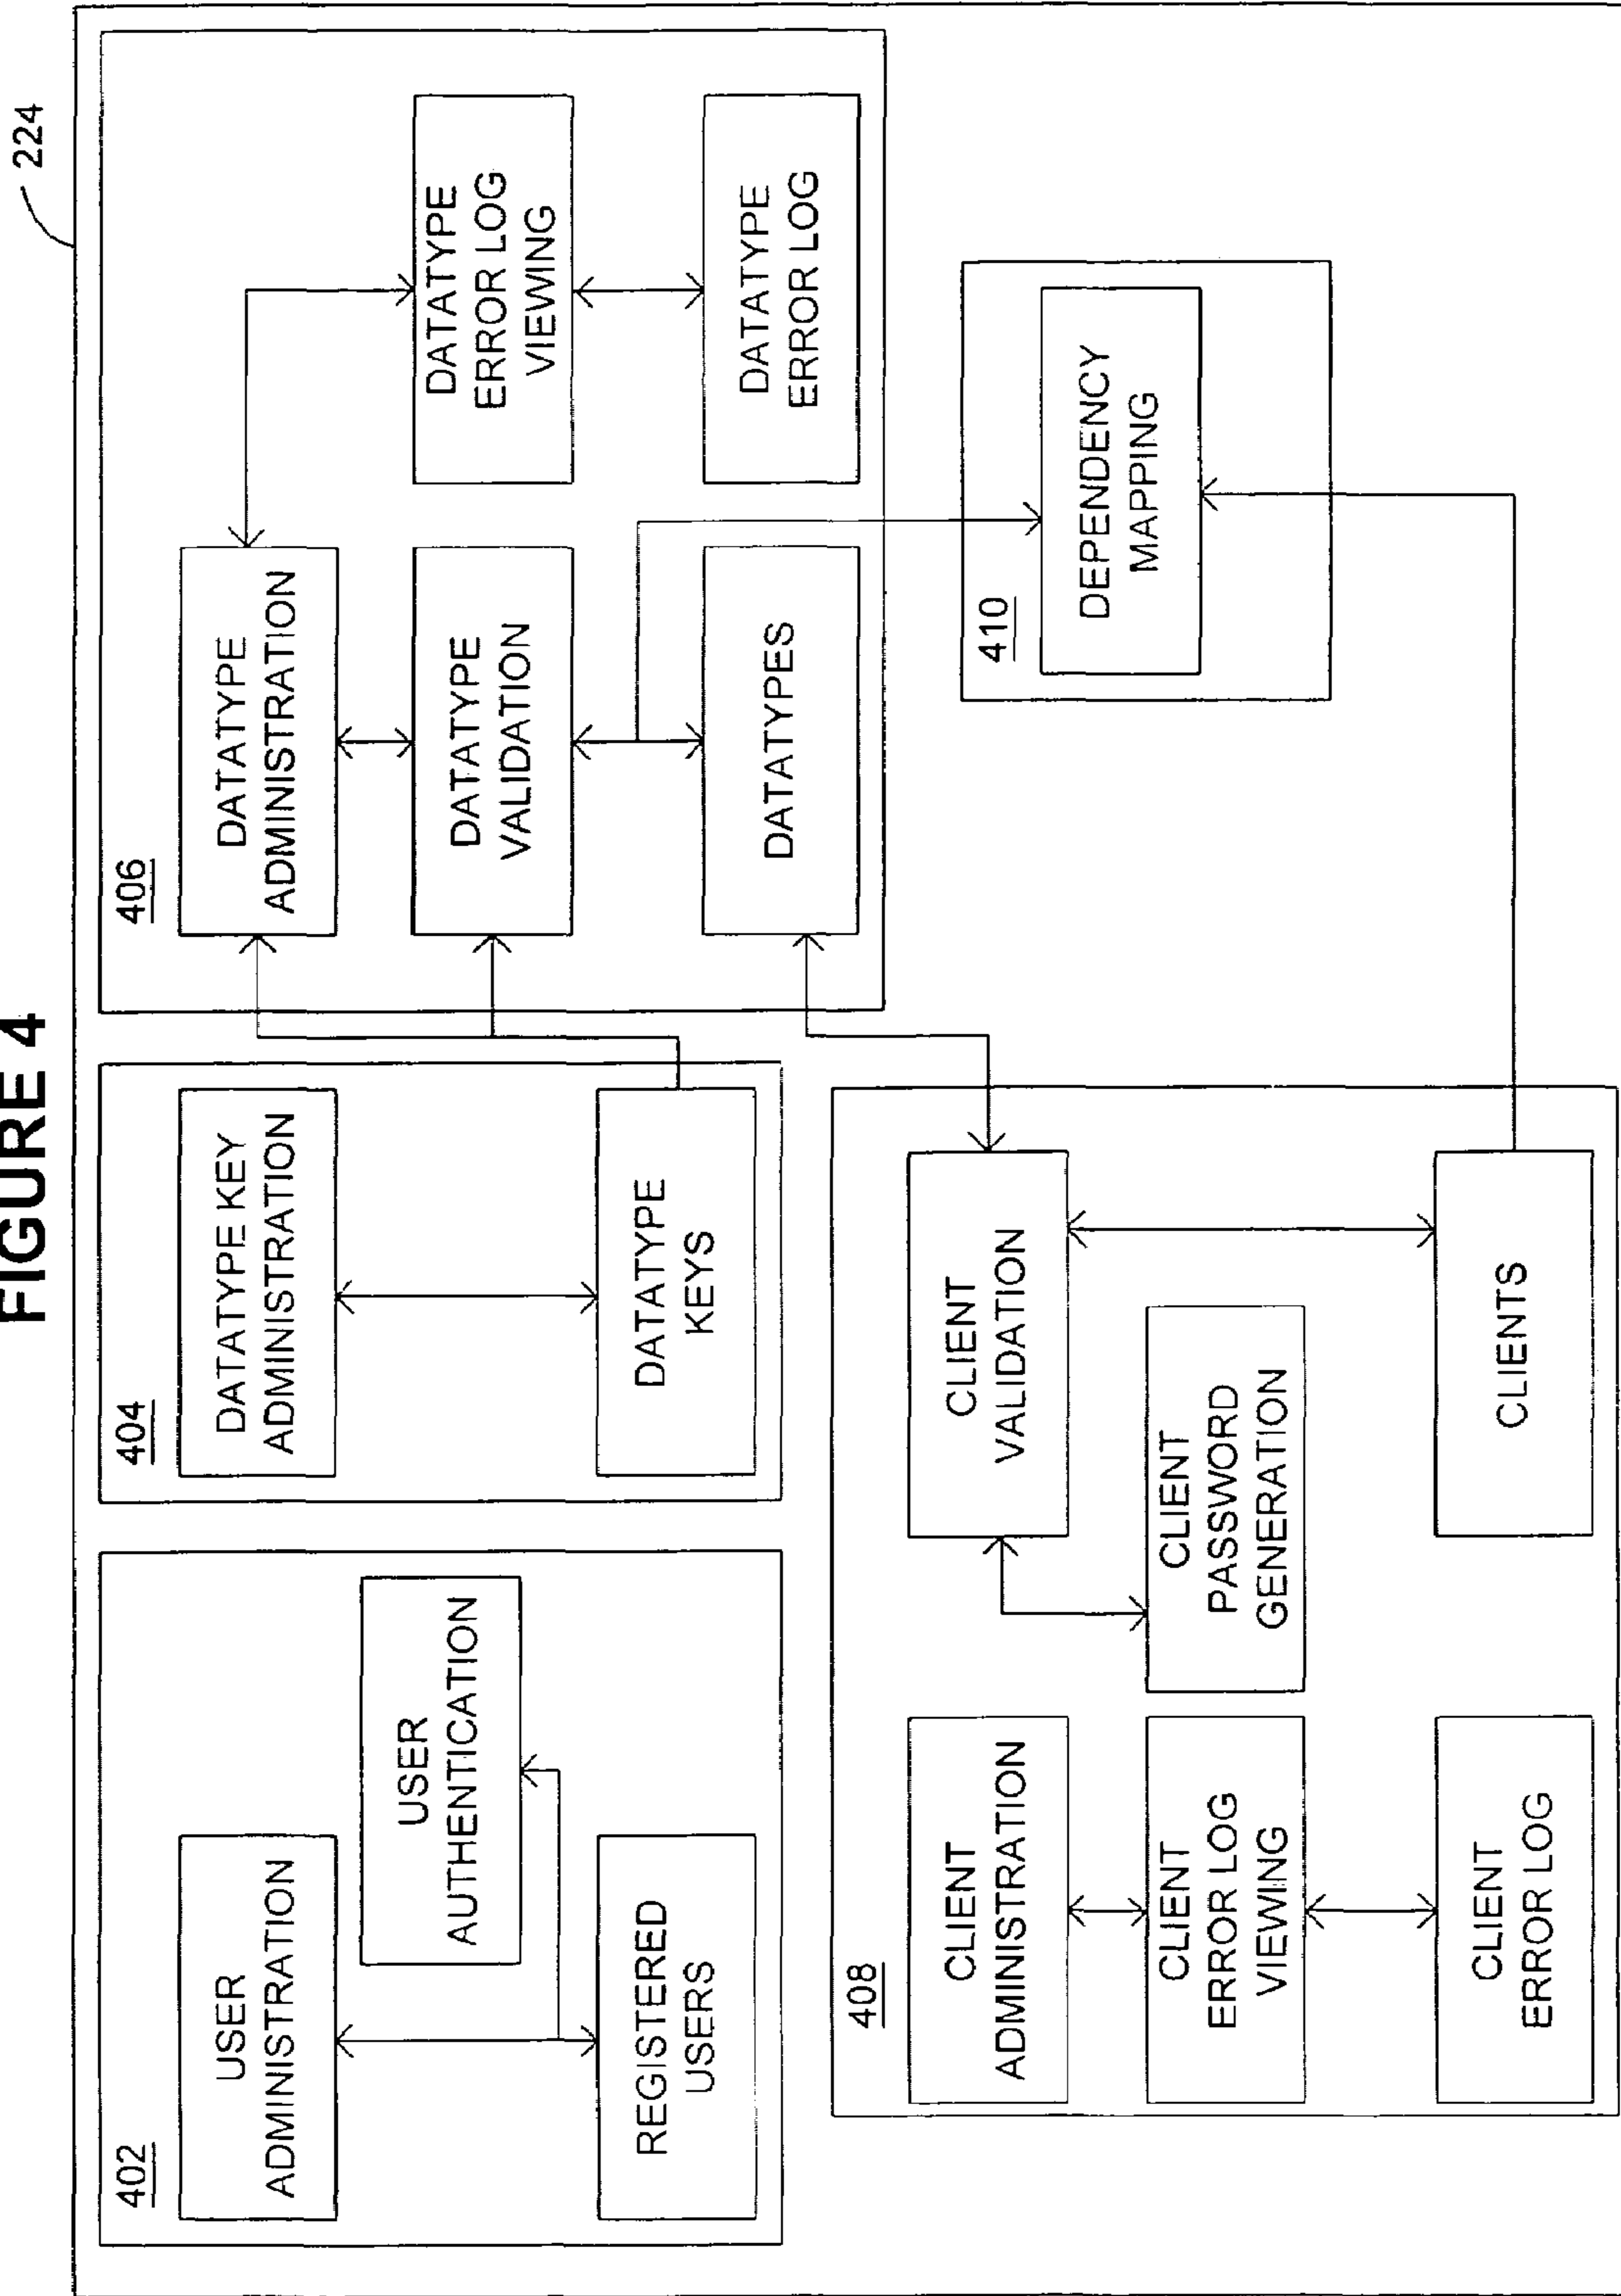 FIGURE 4
224
402
USER
ADMINISTRATION
USER
AUTHENTICATION
REGISTERED
USERS
404
DATATYPE KEY
ADMINISTRATION
DATATYPE
KEYS
406
DATATYPE
ADMINISTRATION
DATATYPE
VALIDATION
DATATYPES
DATATYPE
ERROR LOG
VIEWING
DATATYPE
ERROR LOG
408
CLIENT
ADMINISTRATION
CLIENT
ERROR LOG
VIEWING
CLIENT
ERROR LOG
CLIENT
VALIDATION
CLIENT
PASSWORD
GENERATION
CLIENTS
410
DEPENDENCY
MAPPING